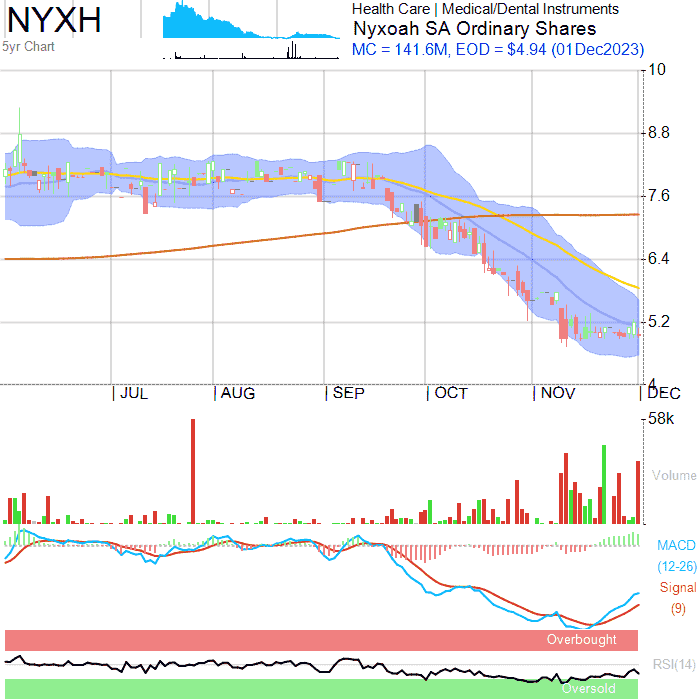 NYXH
5yr Chart
Health Care | Medical/Dental Instruments
Nyxoah SA Ordinary Shares
MC = 141.6M, EOD = $4.94 (01Dec2023)
10
8.8
7.6
6.4
5.2
4
| JUL | AUG | SEP | OCT | NOV | DEC
58k
Volume
MACD
(12-26)
Signal
(9)
Overbought
RSI(14)
Oversold